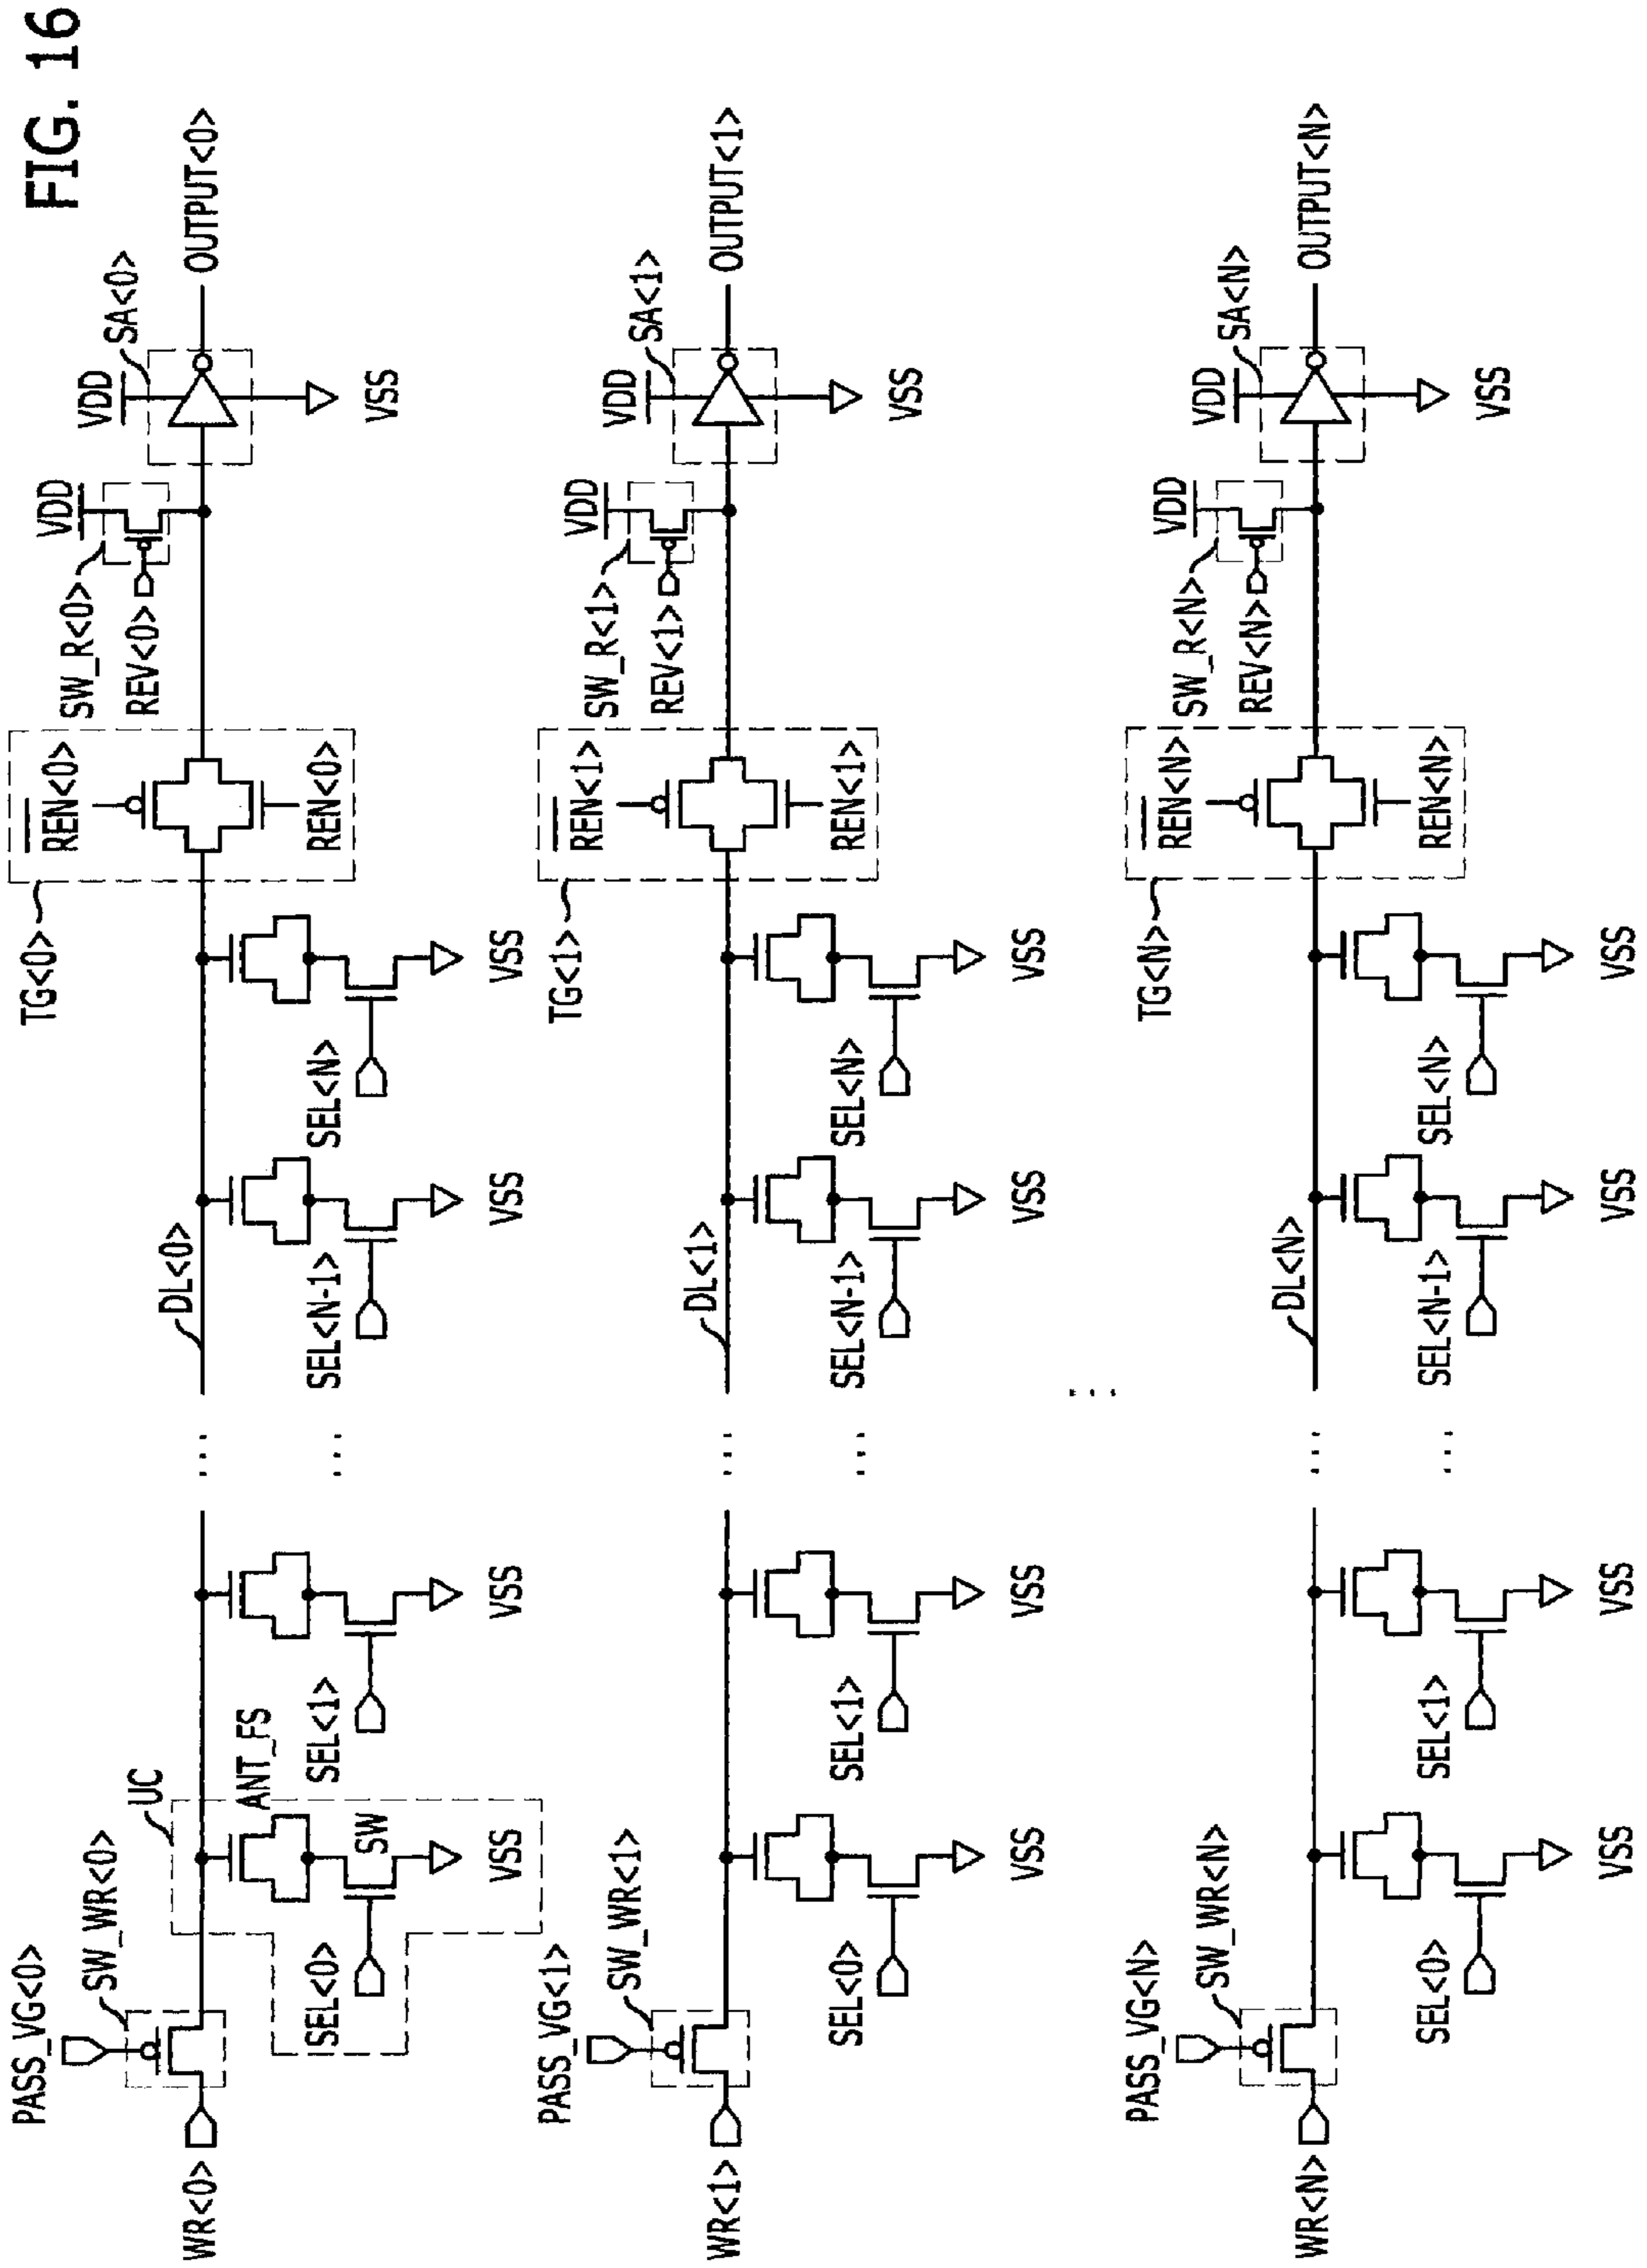 FIG. 16
PASS_VG<0>
SW_WR<0>
WR<0>
UC
ANT_FS
SW
SEL<0>
VSS
SEL<1>
VSS
...
...
DL<0>
SEL<N-1>
VSS
SEL<N>
VSS
TG<0>
REN<0>
REN<0>
SW_R<0>
REV<0>
VDD
VDD
SA<0>
VSS
OUTPUT<0>
PASS_VG<1>
SW_WR<1>
WR<1>
SEL<0>
VSS
SEL<1>
VSS
...
...
DL<1>
SEL<N-1>
VSS
SEL<N>
VSS
TG<1>
REN<1>
REN<1>
SW_R<1>
REV<1>
VDD
VDD
SA<1>
VSS
OUTPUT<1>
...
PASS_VG<N>
SW_WR<N>
WR<N>
SEL<0>
VSS
SEL<1>
VSS
...
...
DL<N>
SEL<N-1>
VSS
SEL<N>
VSS
TG<N>
REN<N>
REN<N>
SW_R<N>
REV<N>
VDD
VDD
SA<N>
VSS
OUTPUT<N>